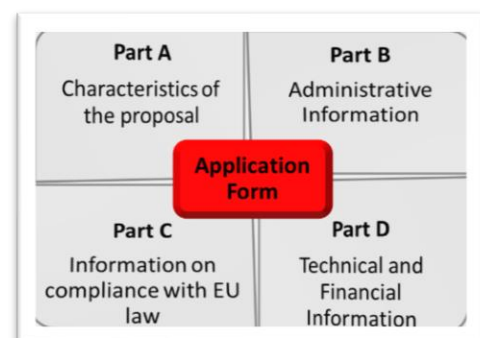 Part A
Characteristics of
the proposal
Part B
Administrative
Information
Application
Form
Part C
Information on
compliance with EU
law
Part D
Technical and
Financial
Information